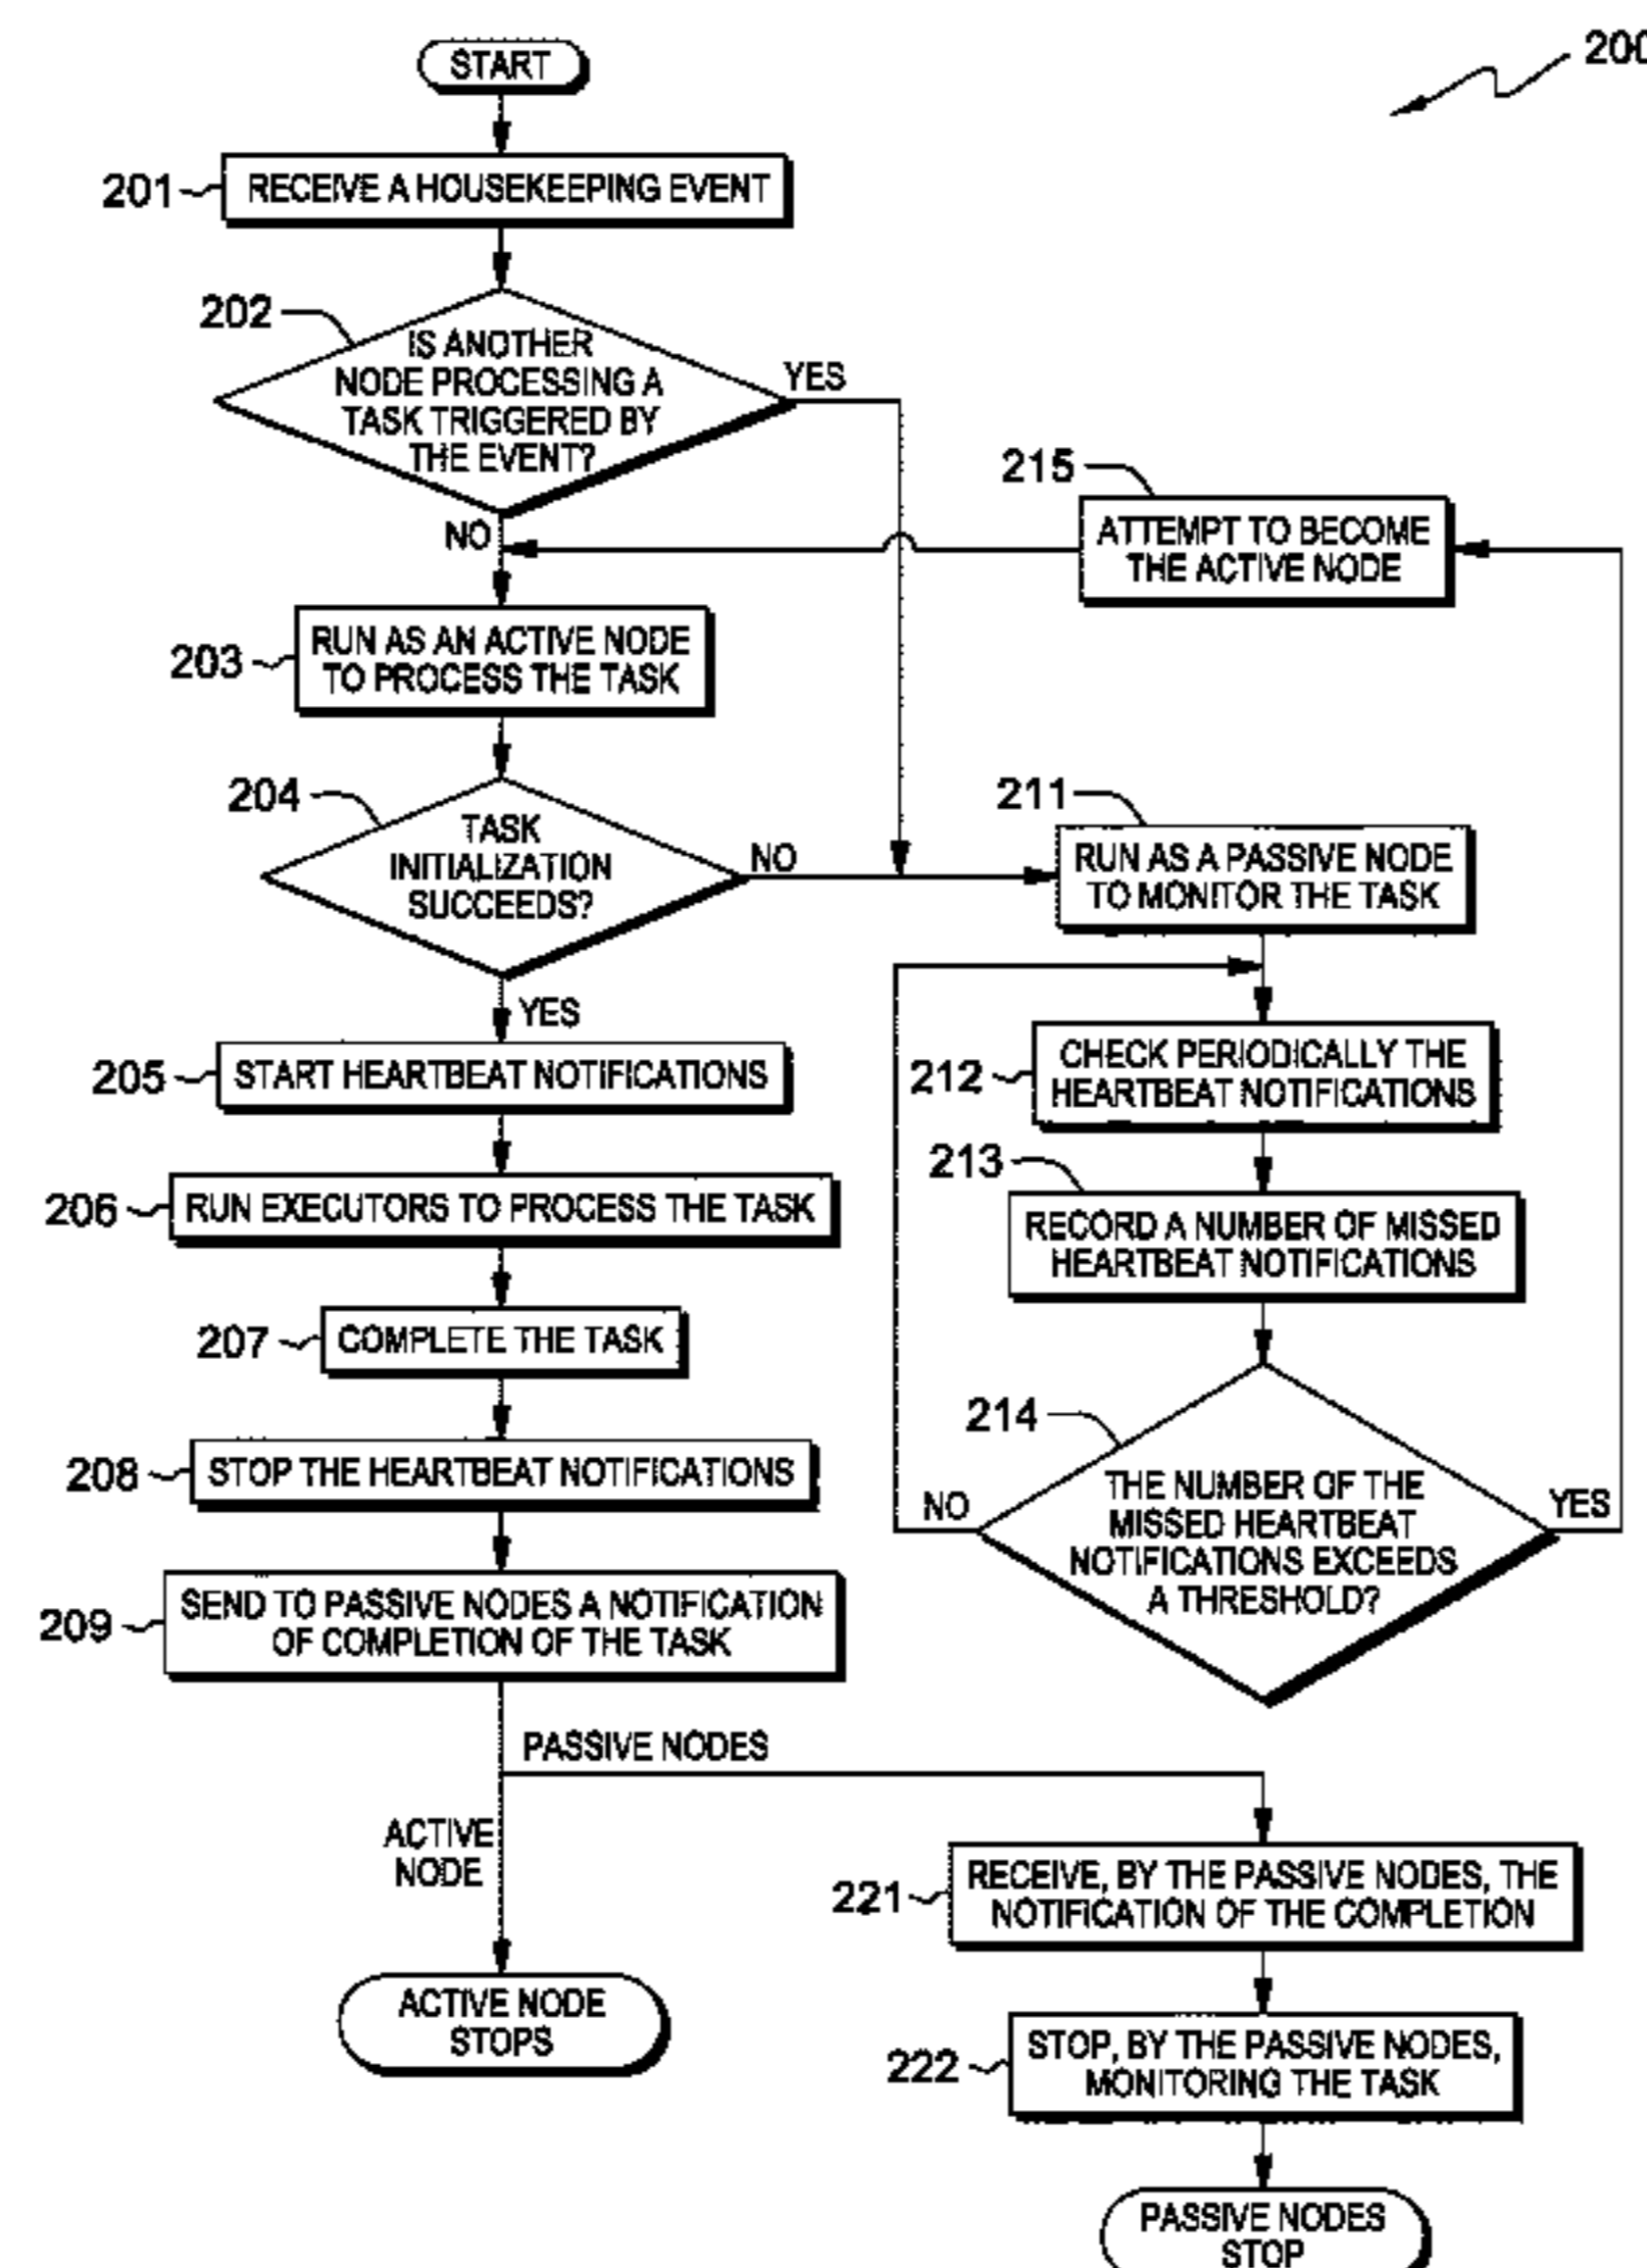 200
START
201
RECEIVE A HOUSEKEEPING EVENT
202
IS ANOTHER
NODE PROCESSING A
TASK TRIGGERED BY
THE EVENT?
YES
NO
215
ATTEMPT TO BECOME
THE ACTIVE NODE
203
RUN AS AN ACTIVE NODE
TO PROCESS THE TASK
204
TASK
INITIALIZATION
SUCCEEDS?
NO
YES
211
RUN AS A PASSIVE NODE
TO MONITOR THE TASK
205
START HEARTBEAT NOTIFICATIONS
212
CHECK PERIODICALLY THE
HEARTBEAT NOTIFICATIONS
206
RUN EXECUTORS TO PROCESS THE TASK
213
RECORD A NUMBER OF MISSED
HEARTBEAT NOTIFICATIONS
207
COMPLETE THE TASK
214
THE NUMBER OF THE
MISSED HEARTBEAT
NOTIFICATIONS EXCEEDS
A THRESHOLD?
NO
YES
208
STOP THE HEARTBEAT NOTIFICATIONS
209
SEND TO PASSIVE NODES A NOTIFICATION
OF COMPLETION OF THE TASK
PASSIVE NODES
ACTIVE
NODE
221
RECEIVE, BY THE PASSIVE NODES, THE
NOTIFICATION OF THE COMPLETION
ACTIVE NODE
STOPS
222
STOP, BY THE PASSIVE NODES,
MONITORING THE TASK
PASSIVE NODES
STOP